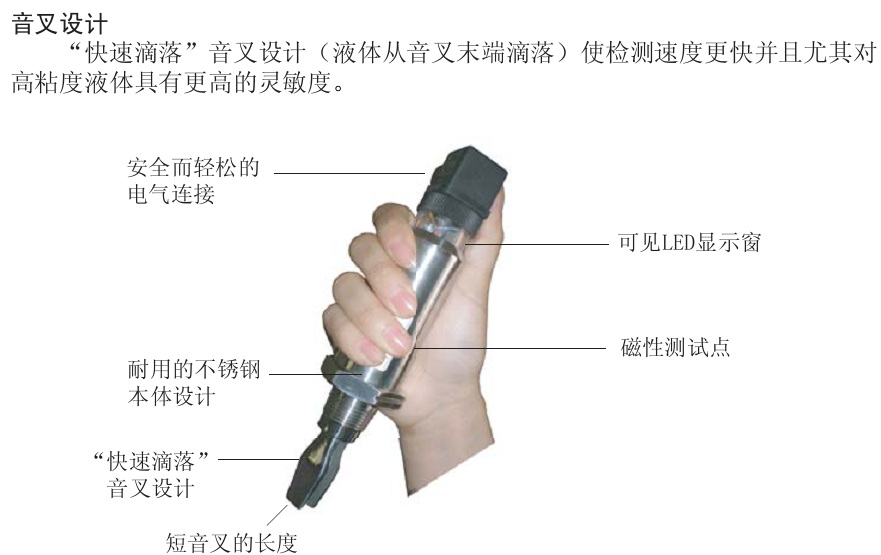 音叉设计
“快速滴落”音叉设计（液体从音叉末端滴落）使检测速度更快并且尤其对
高粘度液体具有更高的灵敏度。
安全而轻松的
电气连接
可见LED显示窗
磁性测试点
耐用的不锈钢
本体设计
“快速滴落”
音叉设计
短音叉的长度